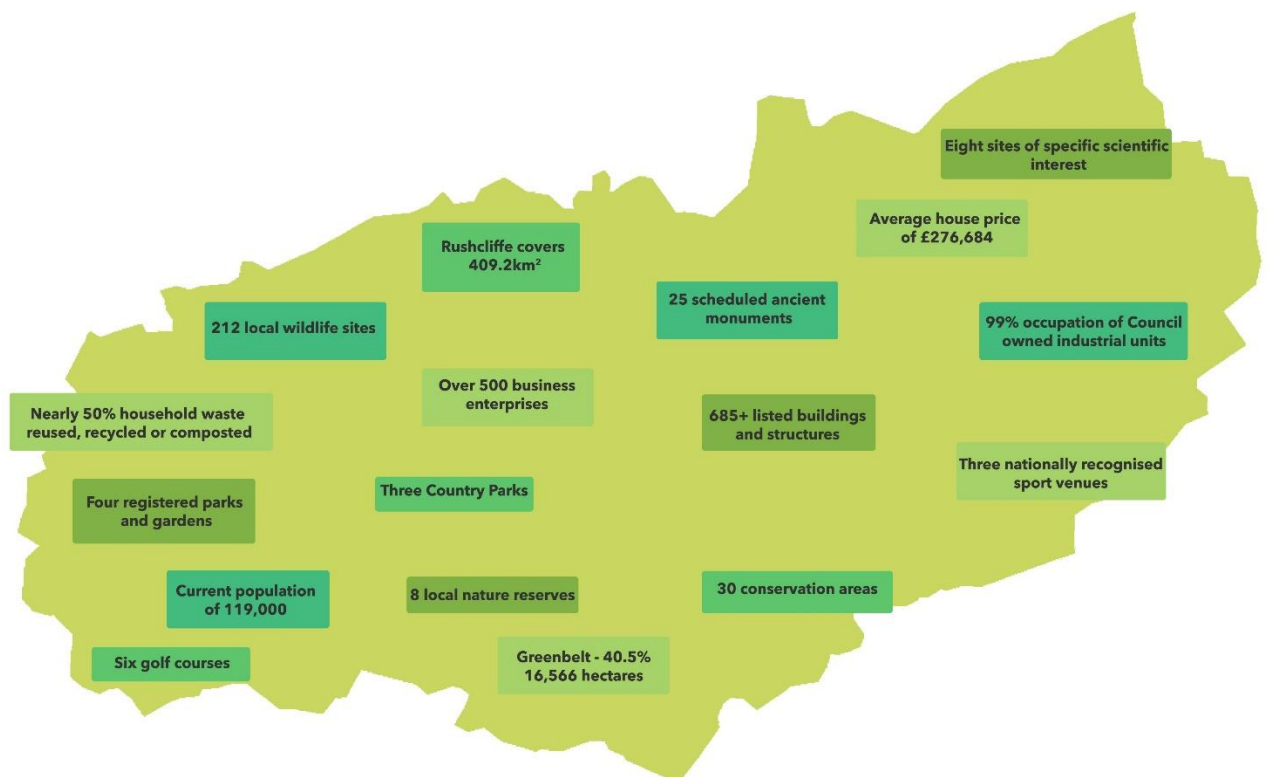 Eight sites of specific scientific
interest
Average house price
of £276,684
Rushcliffe covers
409.2km²
25 scheduled ancient
monuments
212 local wildlife sites
99% occupation of Council
owned industrial units
Over 500 business
enterprises
Nearly 50% household waste
reused, recycled or composted
685+ listed buildings
and structures
Three nationally recognised
sport venues
Three Country Parks
Four registered parks
and gardens
Current population
of 119,000
8 local nature reserves
30 conservation areas
Six golf courses
Greenbelt - 40.5%
16,566 hectares